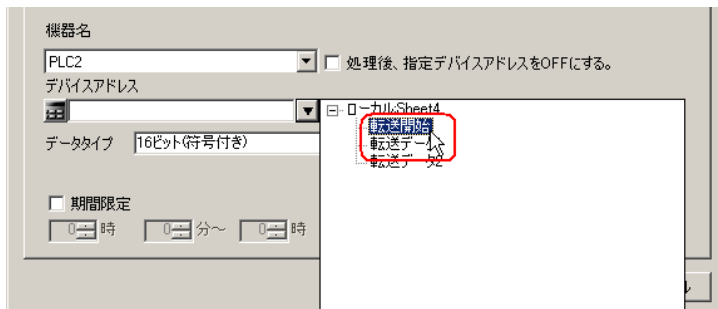 機器名
PLC2
処理後、指定デバイスアドレスをOFFにする。
デバイスアドレス
ローカル:Sheet4
転送開始
データタイプ 16ビット(符号付き)
転送データ
転送データ2
期間限定
0 時 0 分~ 0 時
ル